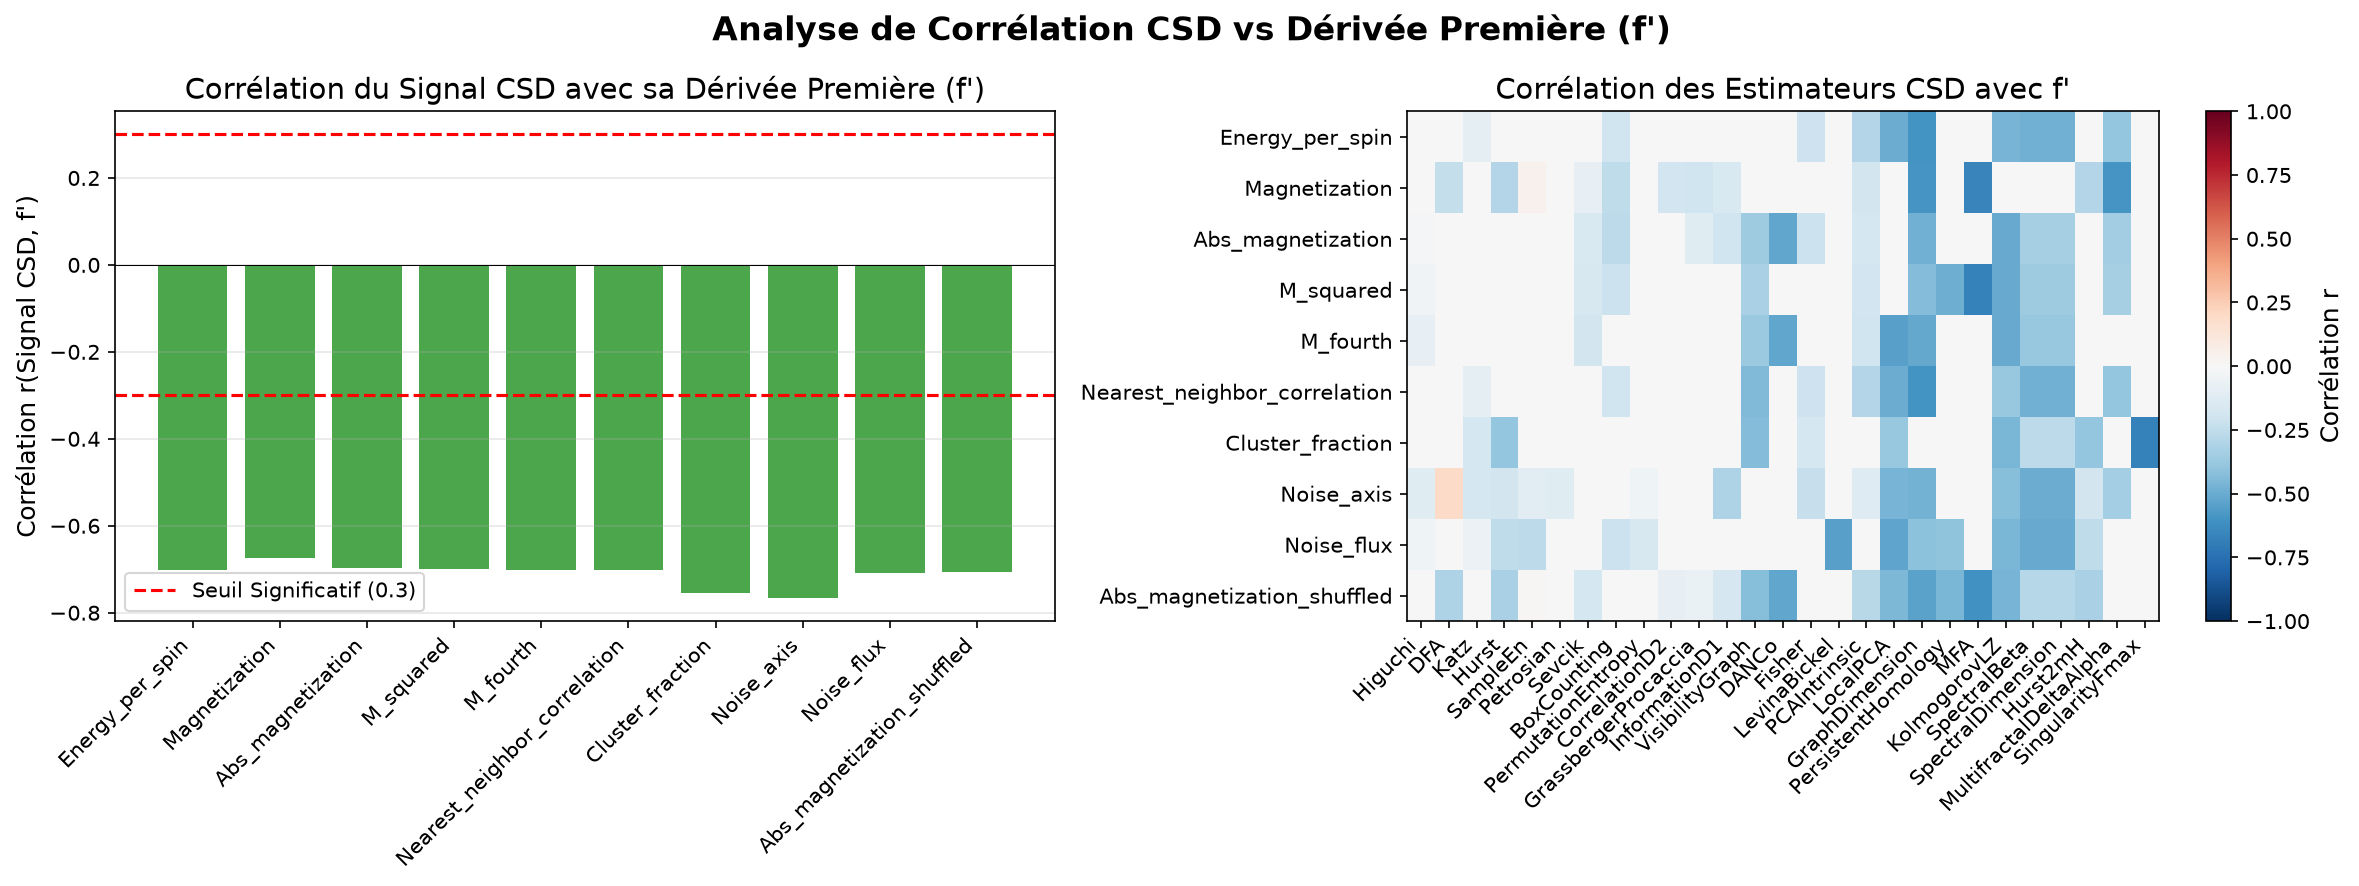 Analyse de Corrélation CSD vs Dérivée Première (f')
Corrélation du Signal CSD avec sa Dérivée Première (f')
Corrélation r(Signal CSD, f')
0.2
0.0
−0.2
−0.4
−0.6
−0.8
Seuil Significatif (0.3)
Energy_per_spin
Magnetization
Abs_magnetization
M_squared
M_fourth
Nearest_neighbor_correlation
Cluster_fraction
Noise_axis
Noise_flux
Abs_magnetization_shuffled
Corrélation des Estimateurs CSD avec f'
Energy_per_spin
Magnetization
Abs_magnetization
M_squared
M_fourth
Nearest_neighbor_correlation
Cluster_fraction
Noise_axis
Noise_flux
Abs_magnetization_shuffled
Higuchi
DFA
Katz
Hurst
SampleEn
Petrosian
Sevcik
BoxCounting
PermutationEntropy
CorrelationD2
GrassbergerProcaccia
InformationD1
VisibilityGraph
DANCo
Fisher
LevinaBickel
PCAIntrinsic
LocalPCA
GraphDimension
PersistentHomology
MFA
KolmogorovLZ
SpectralBeta
SpectralDimension
Hurst2mH
MultifractalDeltaAlpha
SingularityFmax
1.00
0.75
0.50
0.25
0.00
−0.25
−0.50
−0.75
−1.00
Corrélation r